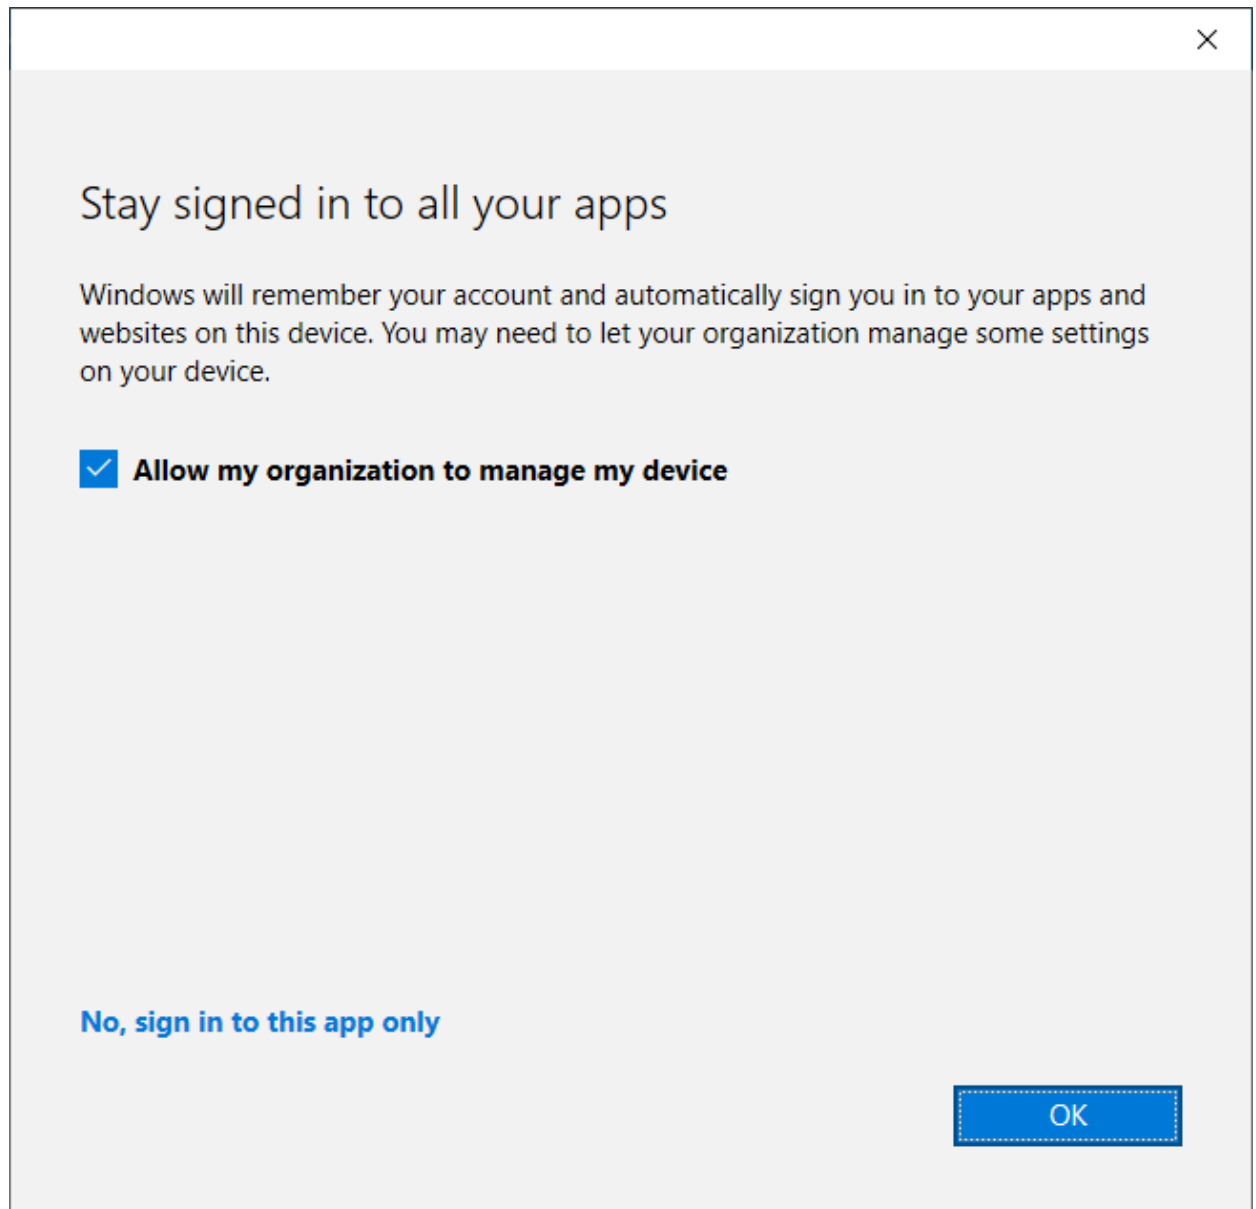 Stay signed in to all your apps
Windows will remember your account and automatically sign you in to your apps and
websites on this device. You may need to let your organization manage some settings
on your device.
Allow my organization to manage my device
No, sign in to this app only
OK